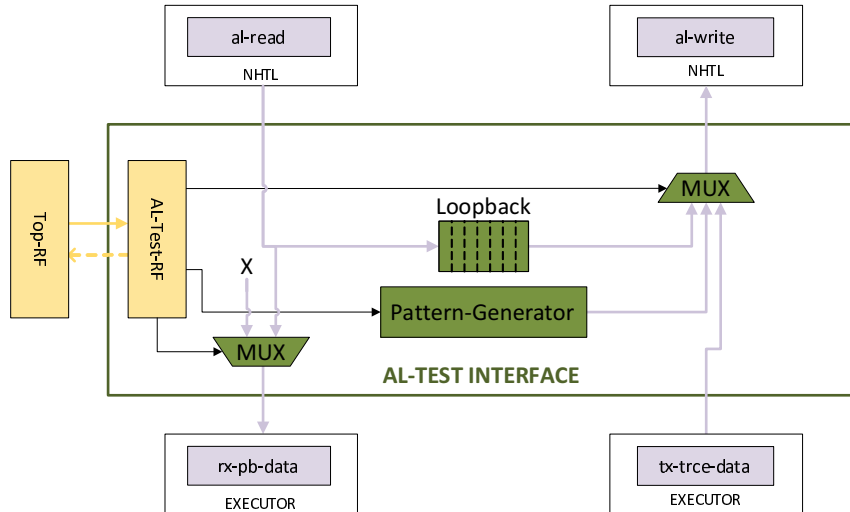 al-read
NHTL
al-write
NHTL
Top-RF
AL-Test-RF
MUX
Loopback
X
Pattern-Generator
MUX
AL-TEST INTERFACE
rx-pb-data
EXECUTOR
tx-trce-data
EXECUTOR